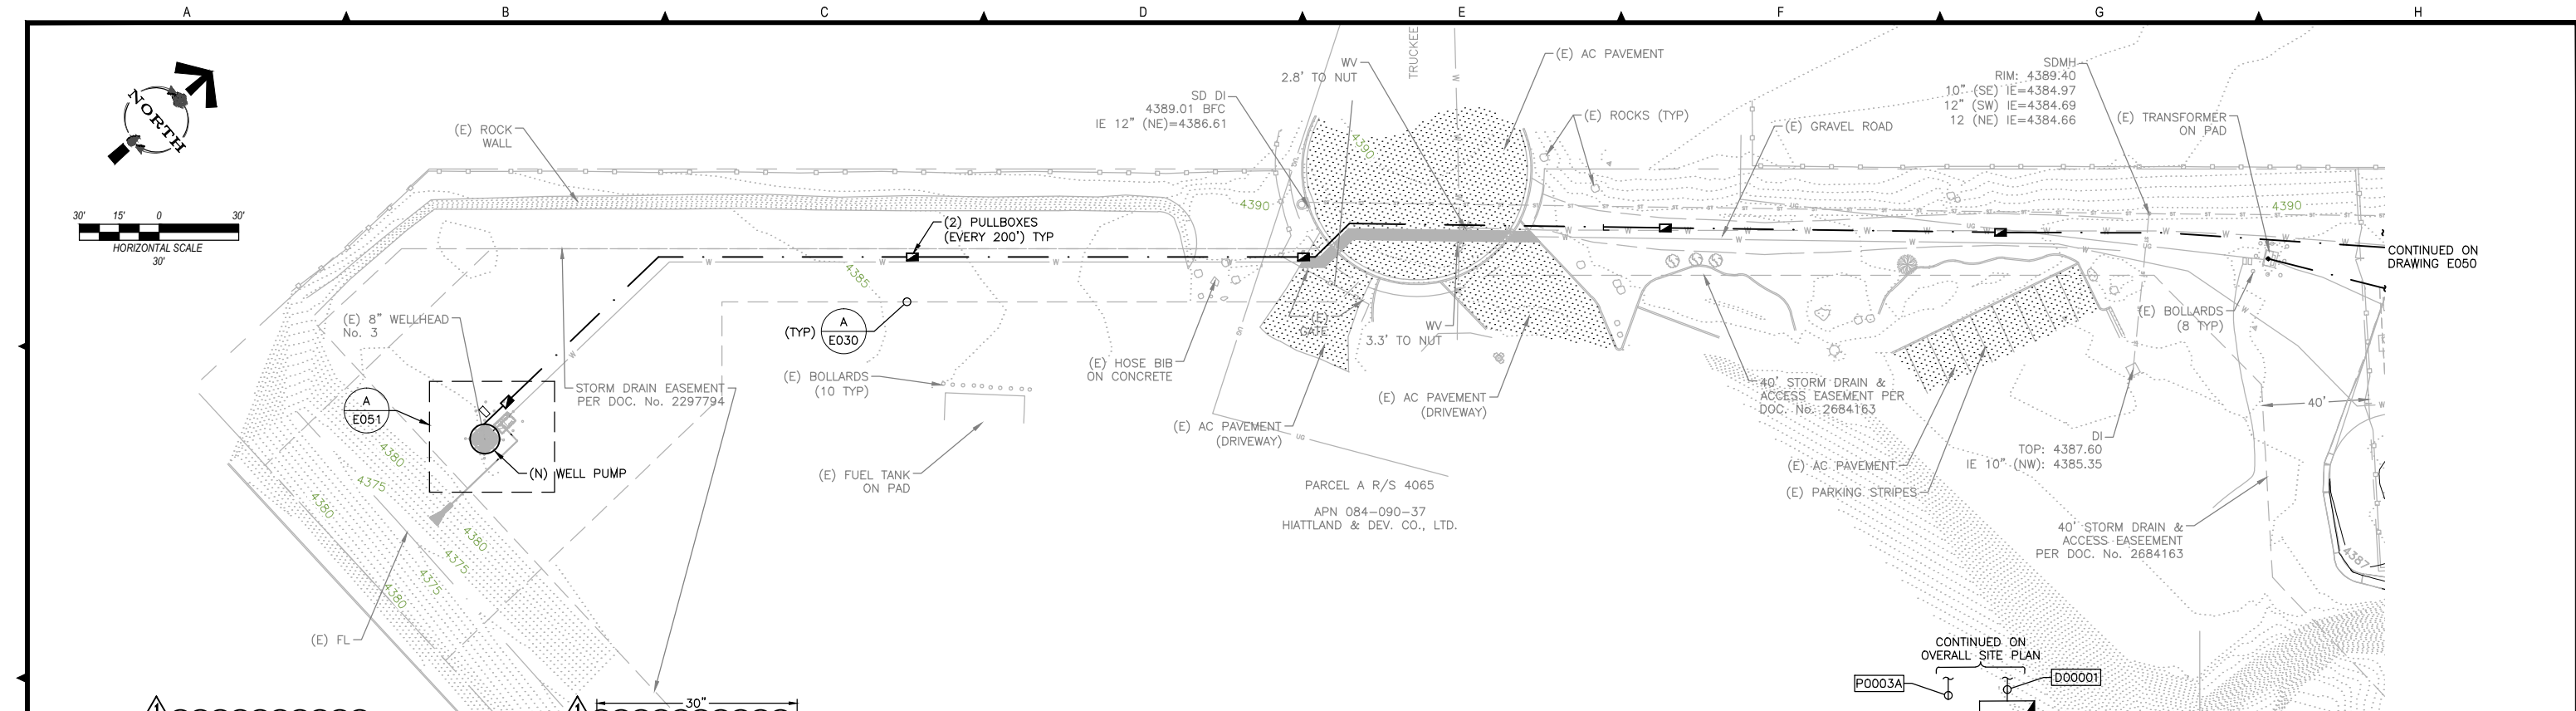 A
B
C
D
E
F
G
H
NORTH
30'
15'
0
30'
HORIZONTAL SCALE
30'
(E) ROCK
WALL
(2) PULLBOXES
(EVERY 200') TYP
SD DI
4389.01 BFC
IE 12" (NE)=4386.61
WV
2.8' TO NUT
TRUCKEE
(E) AC PAVEMENT
(E) ROCKS (TYP)
(E) GRAVEL ROAD
SDMH
RIM: 4389.40
10" (SE) IE=4384.97
12" (SW) IE=4384.69
12 (NE) IE=4384.66
(E) TRANSFORMER
ON PAD
4390
4390
4390
CONTINUED ON
DRAWING E050
4385
(TYP)
A
E030
(E) 8" WELLHEAD
No. 3
A
E051
STORM DRAIN EASEMENT
PER DOC. No. 2297794
(N) WELL PUMP
(E) BOLLARDS
(10 TYP)
(E) HOSE BIB
ON CONCRETE
(E)
GATE
WV
3.3' TO NUT
(E) AC PAVEMENT
(DRIVEWAY)
(E) AC PAVEMENT
(DRIVEWAY)
(E) FUEL TANK
ON PAD
PARCEL A R/S 4065
APN 084-090-37
HIATTLAND & DEV. CO., LTD.
40' STORM DRAIN &
ACCESS EASEMENT PER
DOC. No. 2684163
(E) BOLLARDS
(8 TYP)
40'
DI
TOP: 4387.60
IE 10" (NW): 4385.35
(E) AC PAVEMENT
(E) PARKING STRIPES
40' STORM DRAIN &
ACCESS EASEEMENT
PER DOC. No. 2684163
4387
4380
4375
4380
4380
4375
4375
4380
(E) FL
CONTINUED ON
OVERALL SITE PLAN
P0003A
D00001
1
1
30"